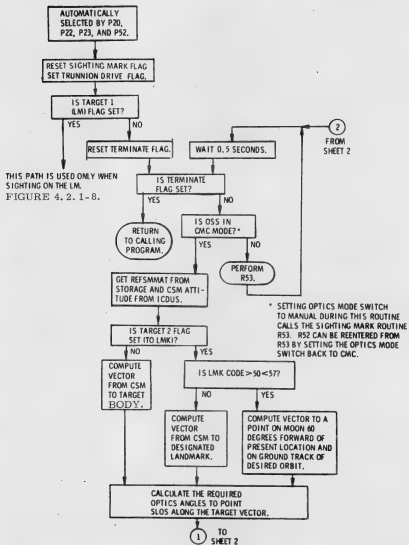 AUTOMATICALLY
SELECTED BY P20,
P22, P23, AND P52.
RESET SIGHTING MARK FLAG
SET TRUNNION DRIVE FLAG.
IS TARGET 1
(LM) FLAG SET?
YES
NO
2
FROM
SHEET 2
RESET TERMINATE FLAG.
WAIT 0.5 SECONDS.
THIS PATH IS USED ONLY WHEN
SIGHTING ON THE LM.
FIGURE 4.2.1-8.
IS TERMINATE
FLAG SET?
YES
NO
RETURN
TO CALLING
PROGRAM.
IS OSS IN
CMC MODE?*
YES
NO
PERFORM
R53.
GET REFSMMAT FROM
STORAGE AND CSM ATTI-
TUDE FROM ICDUS.
* SETTING OPTICS MODE SWITCH
TO MANUAL DURING THIS ROUTINE
CALLS THE SIGHTING MARK ROUTINE
R53. R52 CAN BE REENTERED FROM
R53 BY SETTING THE OPTICS MODE
SWITCH BACK TO CMC.
IS TARGET 2 FLAG
SET (TO LMK)?
NO
YES
COMPUTE
VECTOR
FROM CSM
TO TARGET
BODY.
IS LMK CODE >50 <57?
NO
YES
COMPUTE
VECTOR
FROM CSM TO
DESIGNATED
LANDMARK.
COMPUTE VECTOR TO A
POINT ON MOON 60
DEGREES FORWARD OF
PRESENT LOCATION AND
ON GROUND TRACK OF
DESIRED ORBIT.
CALCULATE THE REQUIRED
OPTICS ANGLES TO POINT
SLOS ALONG THE TARGET VECTOR.
1 TO
SHEET 2